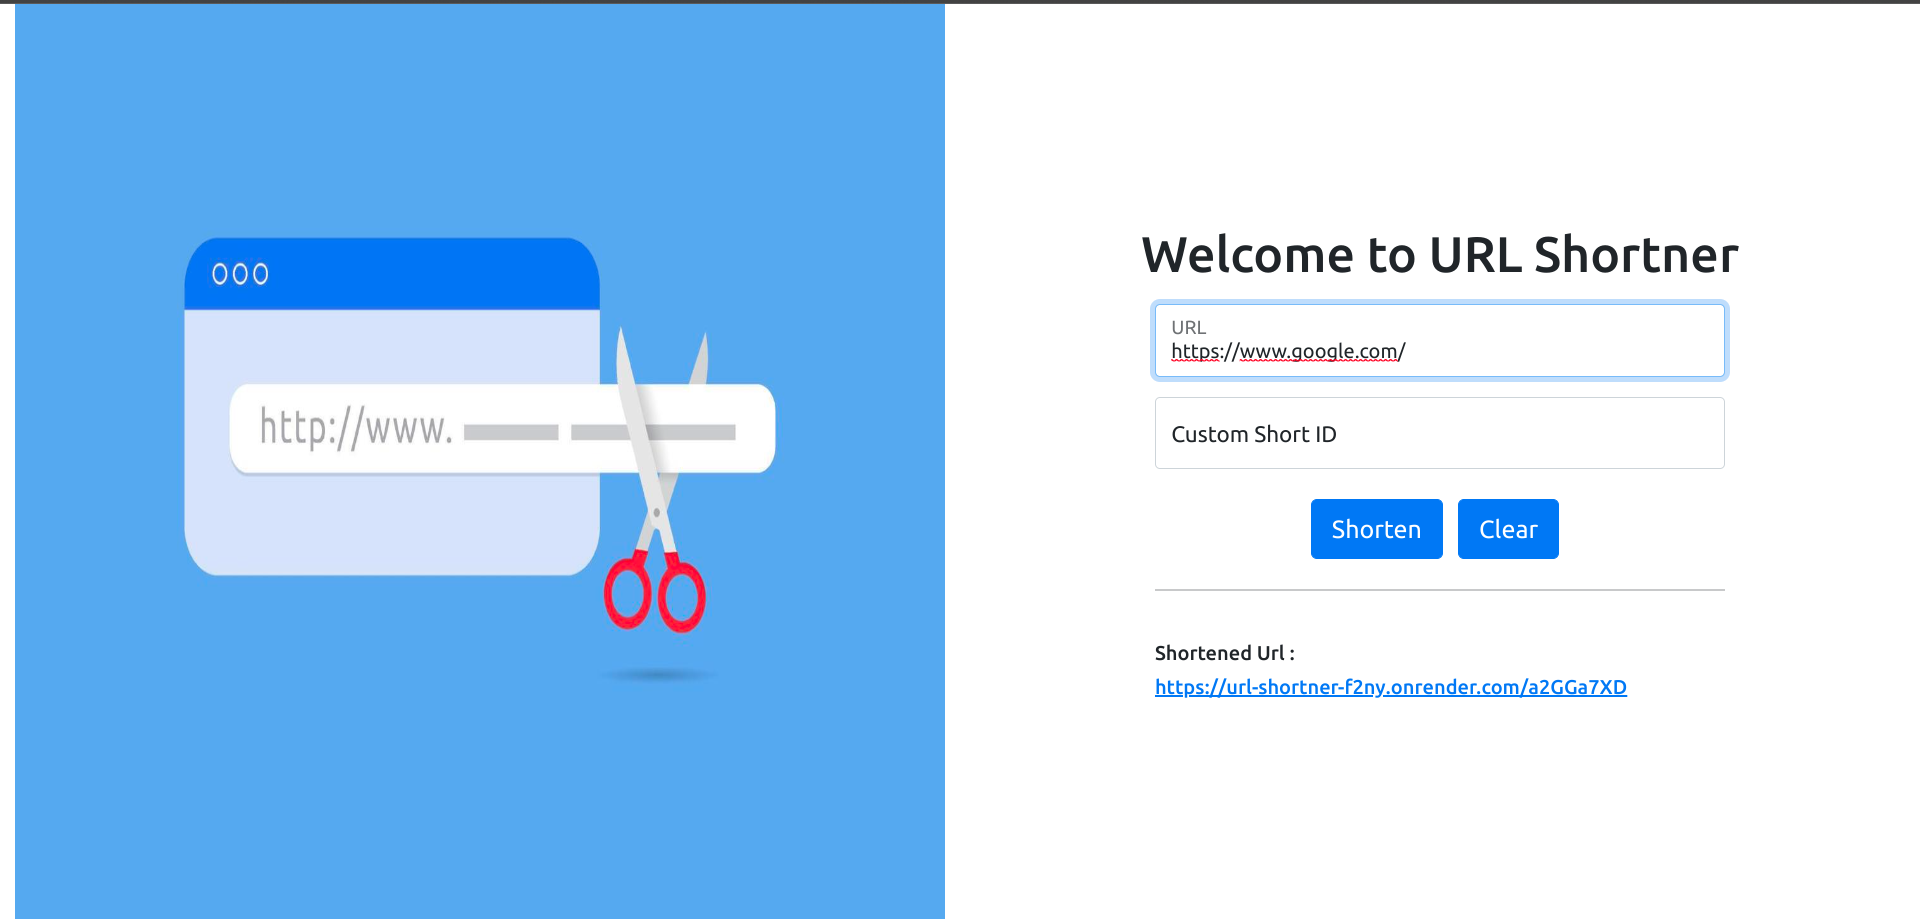 http://www.
Welcome to URL Shortner
URL
https://www.google.com/
Custom Short ID
Shorten
Clear
Shortened Url :
https://url-shortner-f2ny.onrender.com/a2GGa7XD